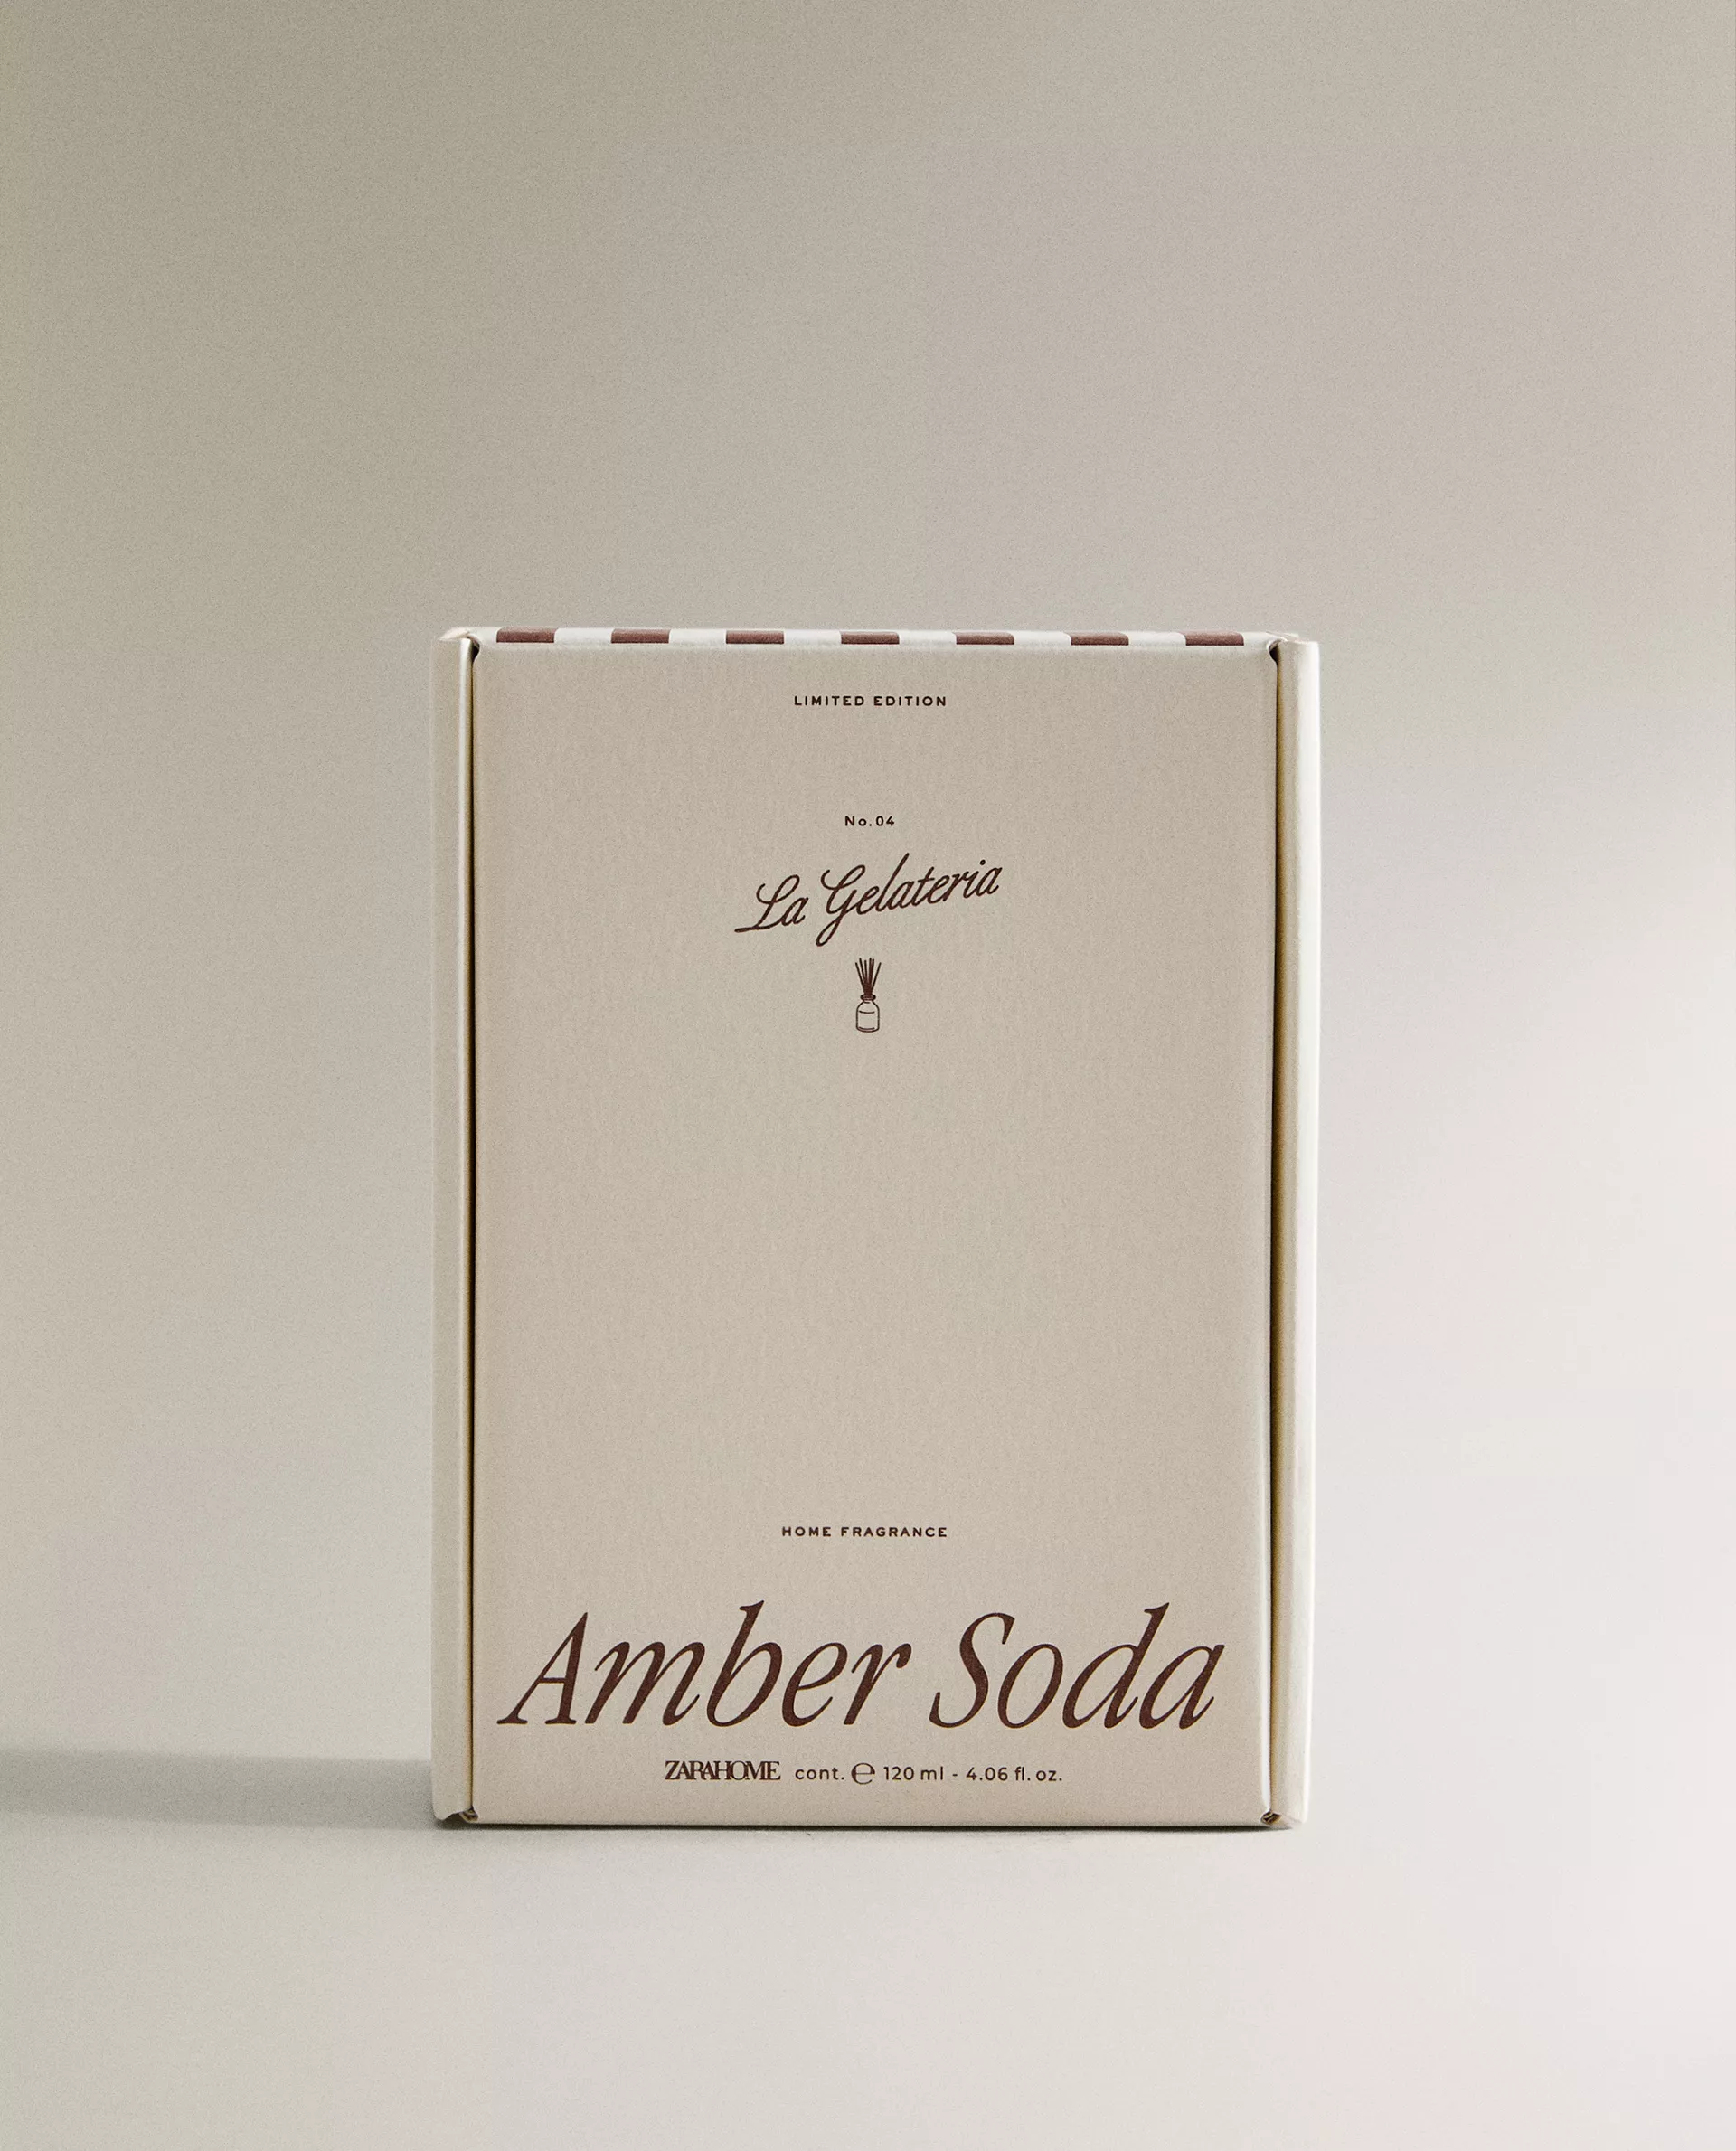 LIMITED EDITION
No.04
La Gelateria
HOME FRAGRANCE
Amber Soda
ZARAHOME cont. ℮ 120 ml - 4.06 fl. oz.